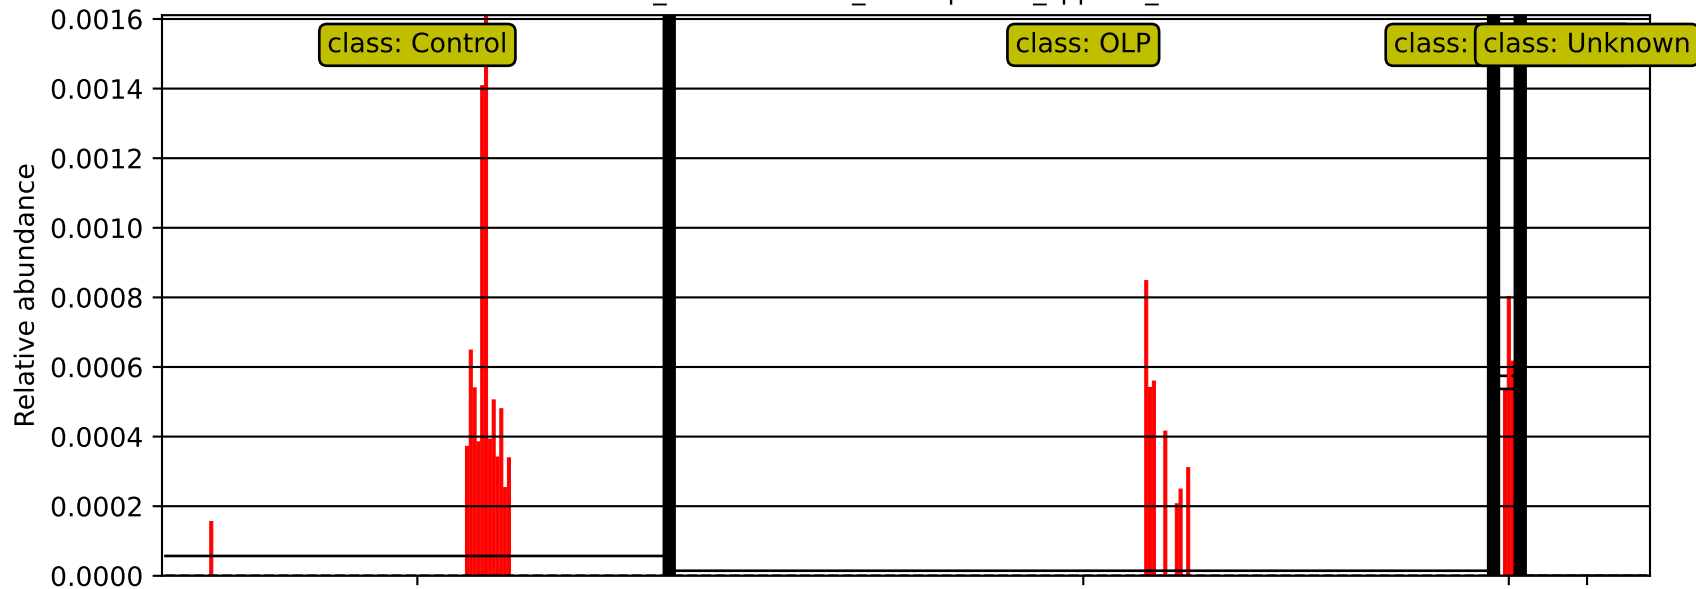 0.0016
class: Control
class: OLP
class:
class: Unknown
0.0014
0.0012
0.0010
0.0008
0.0006
0.0004
0.0002
0.0000
Relative abundance